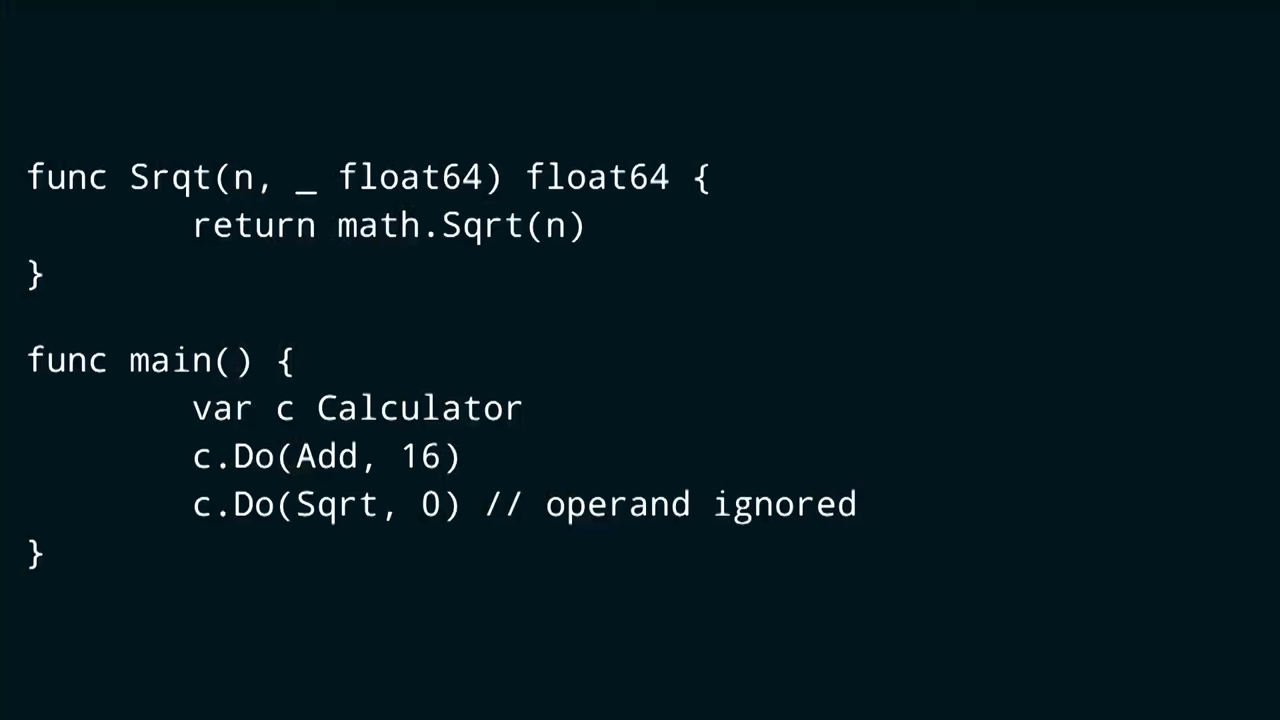 func Srqt(n, _ float64) float64 {
        return math.Sqrt(n)
}

func main() {
        var c Calculator
        c.Do(Add, 16)
        c.Do(Sqrt, 0) // operand ignored
}